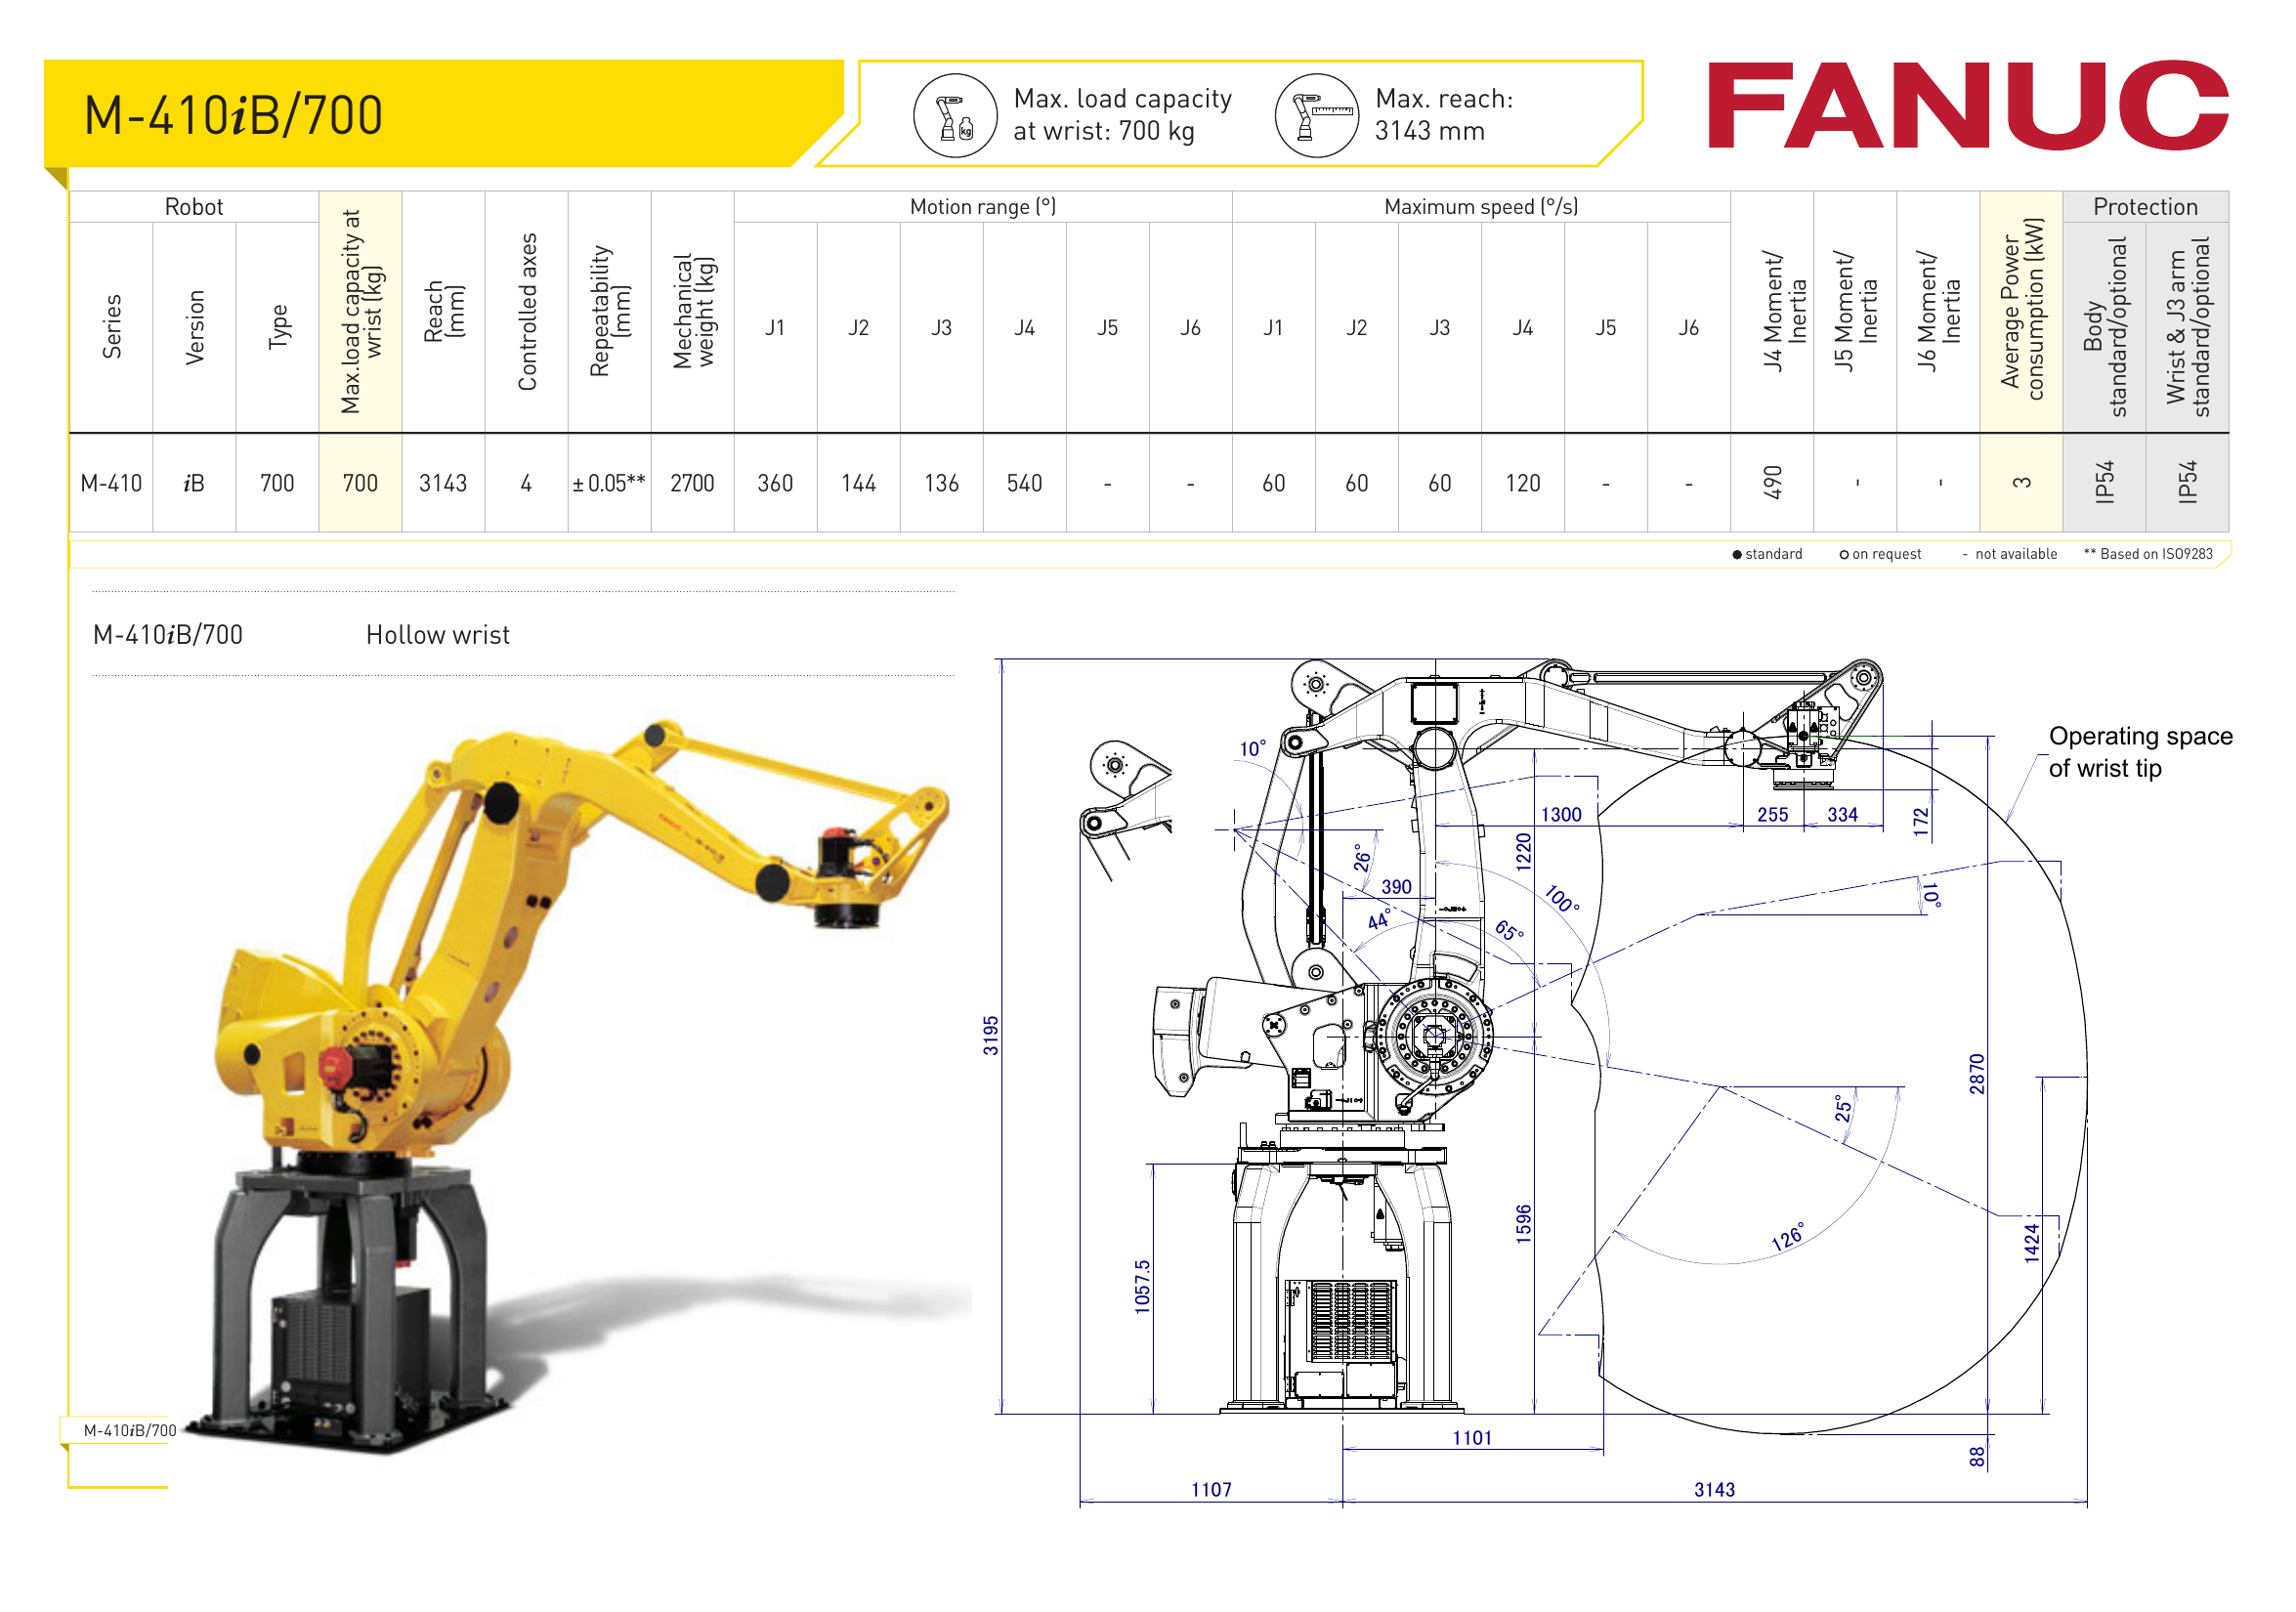 M-410iB/700
Max. load capacity
at wrist: 700 kg
Max. reach:
3143 mm
FANUC
kg
Robot
Motion range (°)
Maximum speed (°/s)
Protection
Series
Version
Type
Max.load capacity at
wrist (kg)
Reach
(mm)
Controlled axes
Repeatability
(mm)
Mechanical
weight (kg)
J1
J2
J3
J4
J5
J6
J1
J2
J3
J4
J5
J6
J4 Moment/
Inertia
J5 Moment/
Inertia
J6 Moment/
Inertia
Average Power
consumption (kW)
Body
standard/optional
Wrist & J3 arm
standard/optional
M-410 iB 700 700 3143 4 ± 0.05** 2700 360 144 136 540 - - 60 60 60 120 - - 490 - - 3 IP54 IP54
● standard ○ on request - not available ** Based on ISO9283
M-410iB/700 Hollow wrist
Operating space
of wrist tip
10°
1300
255
334
172
1220
26°
390
100°
10°
44°
65°
3195
2870
25°
126°
1596
1424
1057.5
1101
88
1107
3143
M-410iB/700